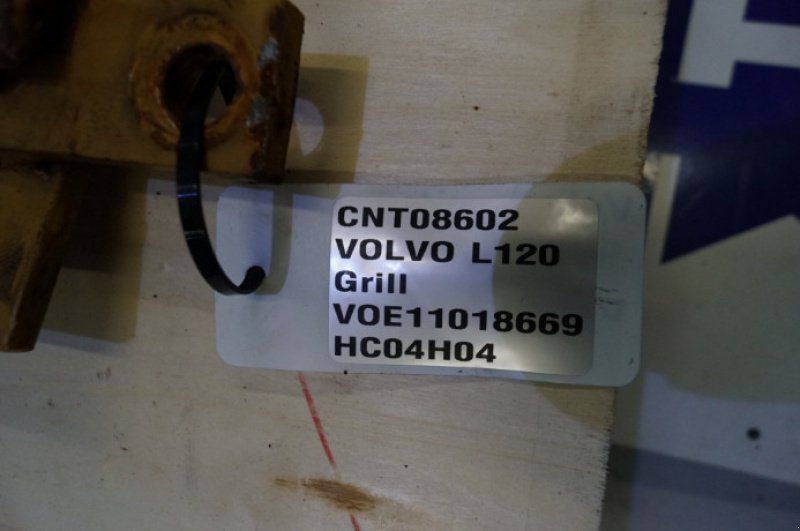 CNT08602
VOLVO L120
Grill
VOE11018669
HC04H04